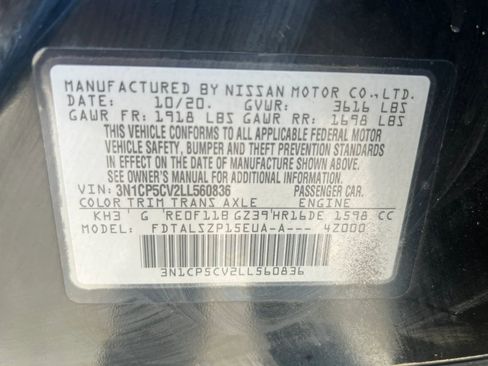 MANUFACTURED BY NISSAN MOTOR CO.,LTD.
DATE: 10/20. GVWR: 3616 LBS
GAWR FR: 1918 LBS GAWR RR: 1698 LBS
THIS VEHICLE CONFORMS TO ALL APPLICABLE FEDERAL MOTOR
VEHICLE SAFETY, BUMPER AND THEFT PREVENTION STANDARDS
IN EFFECT ON THE DATE OF MANUFACTURE SHOWN ABOVE.
SEE OWNER'S MANUAL FOR ADDITIONAL INFORMATION.
VIN: 3N1CP5CV2LL560836 PASSENGER CAR.
COLOR TRIM TRANS AXLE ENGINE
KH3 ' G 'RE0F11B GZ39'HR16DE 1598 CC
MODEL: FDTALSZP15EUA-A--- 4Z000
3N1CP5CV2LL560836